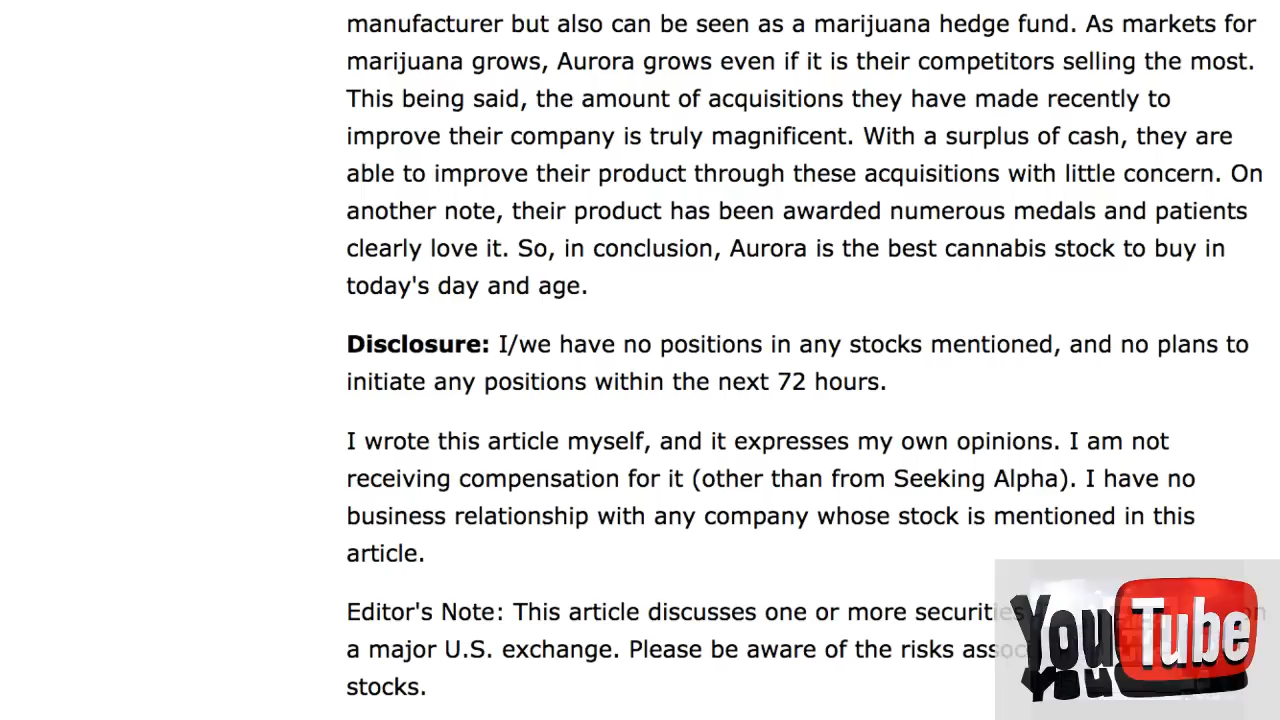 manufacturer but also can be seen as a marijuana hedge fund. As markets for
marijuana grows, Aurora grows even if it is their competitors selling the most.
This being said, the amount of acquisitions they have made recently to
improve their company is truly magnificent. With a surplus of cash, they are
able to improve their product through these acquisitions with little concern. On
another note, their product has been awarded numerous medals and patients
clearly love it. So, in conclusion, Aurora is the best cannabis stock to buy in
today's day and age.
Disclosure: I/we have no positions in any stocks mentioned, and no plans to
initiate any positions within the next 72 hours.
I wrote this article myself, and it expresses my own opinions. I am not
receiving compensation for it (other than from Seeking Alpha). I have no
business relationship with any company whose stock is mentioned in this
article.
Editor's Note: This article discusses one or more securities
a major U.S. exchange. Please be aware of the risks
stocks.
YouTube